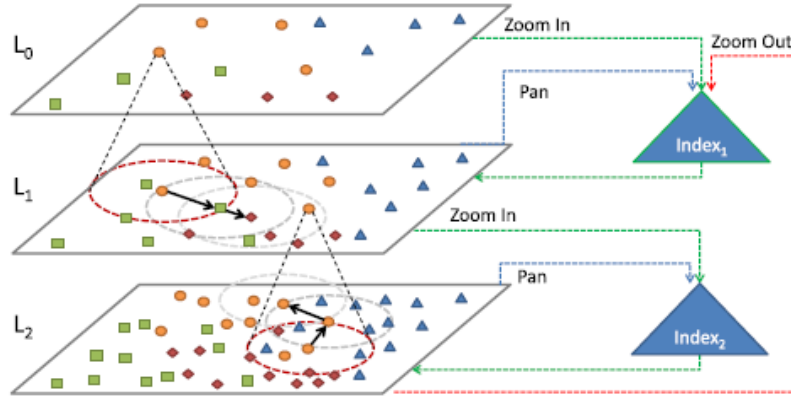 L0
Zoom In
Zoom Out
Pan
Index1
L1
Zoom In
Pan
L2
Index2